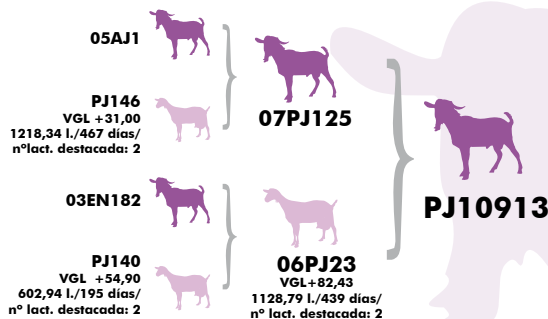 05AJ1
PJ146
VGL +31,00
1218,34 l./467 días/
nºlact. destacada: 2
07PJ125
03EN182
PJ140
VGL +54,90
602,94 l./195 días/
nº lact. destacada: 2
06PJ23
VGL+82,43
1128,79 l./439 días/
nº lact. destacada: 2
PJ10913